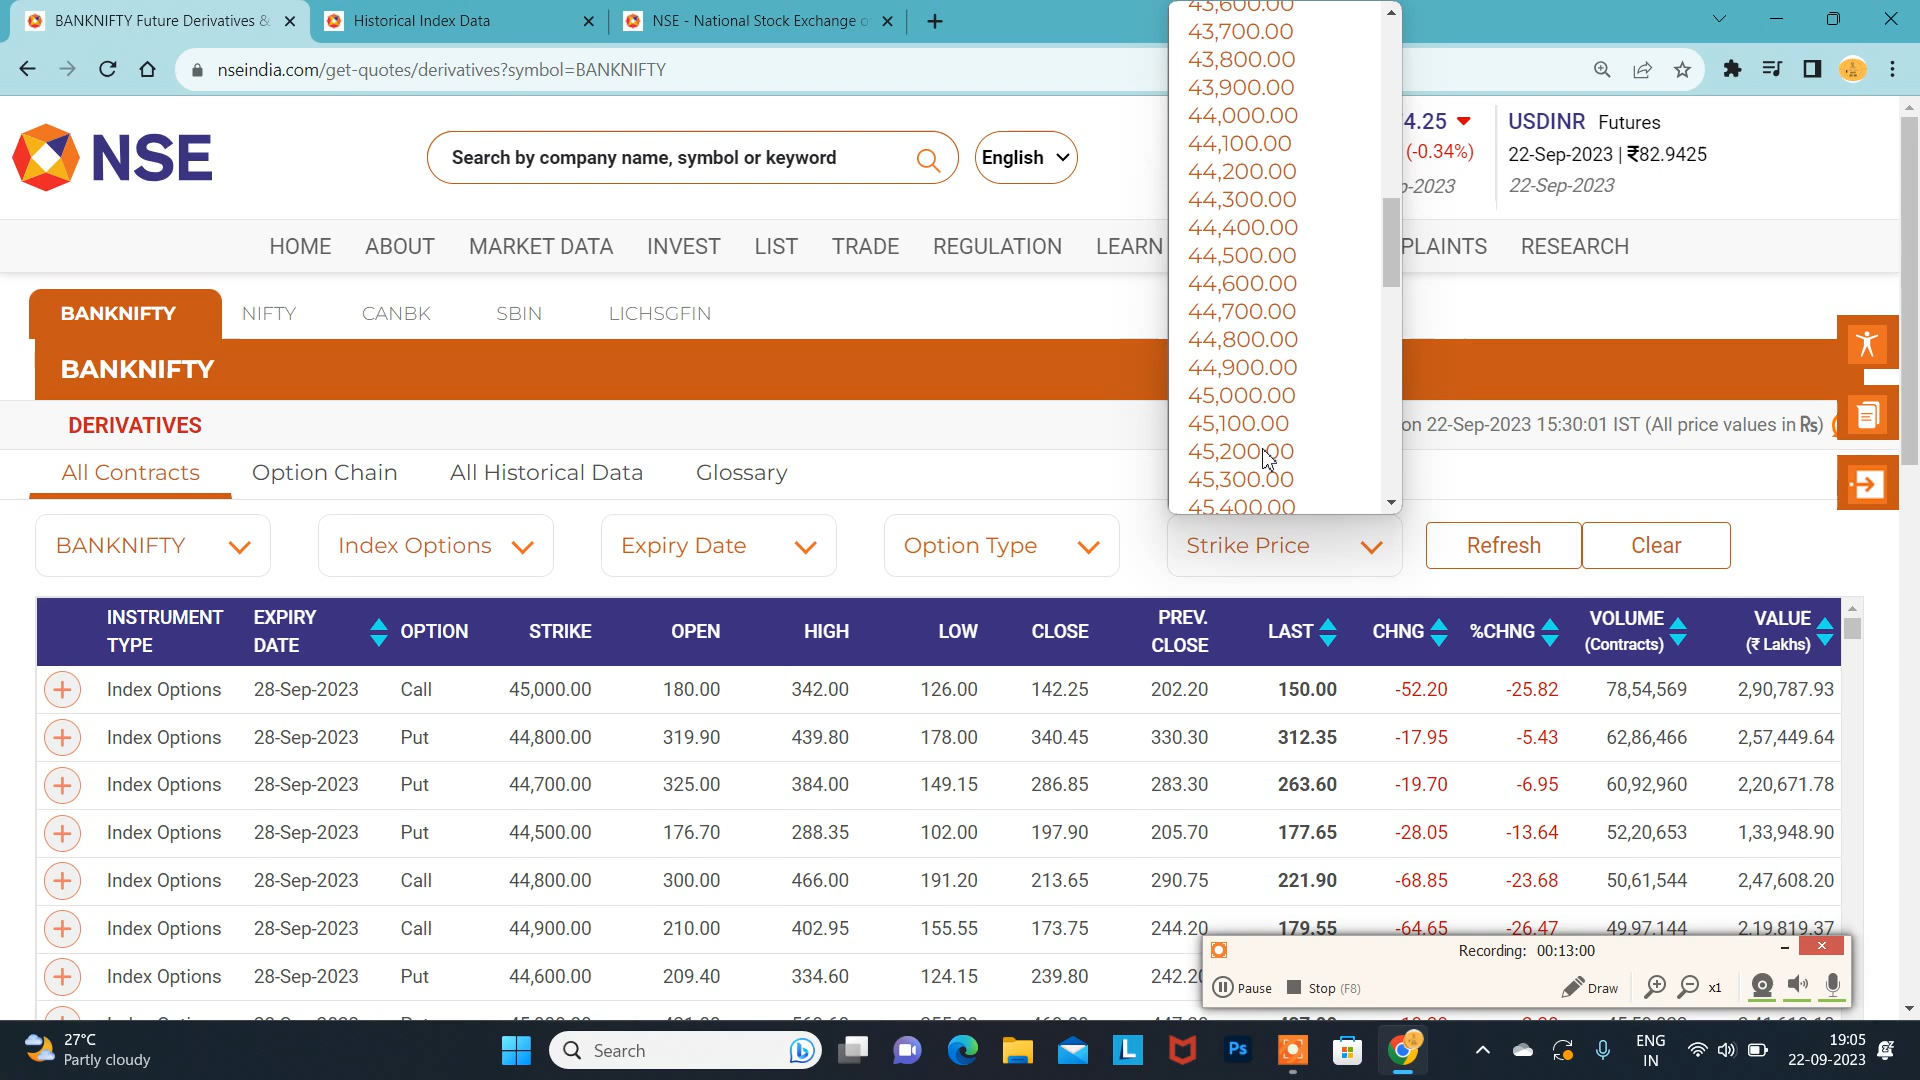 BANKNIFTY Future Derivatives &
Historical Index Data
NSE - National Stock Exchange o
nseindia.com/get-quotes/derivatives?symbol=BANKNIFTY
43,600.00
43,700.00
43,800.00
43,900.00
44,000.00
44,100.00
44,200.00
44,300.00
44,400.00
44,500.00
44,600.00
44,700.00
44,800.00
44,900.00
45,000.00
45,100.00
45,200.00
45,300.00
45,400.00
NSE
Search by company name, symbol or keyword
English
4.25
(-0.34%)
-2023
USDINR Futures
22-Sep-2023 | ₹82.9425
22-Sep-2023
HOME ABOUT MARKET DATA INVEST LIST TRADE REGULATION LEARN PLAINTS RESEARCH
BANKNIFTY NIFTY CANBK SBIN LICHSGFIN
BANKNIFTY
DERIVATIVES
on 22-Sep-2023 15:30:01 IST (All price values in Rs)
All Contracts Option Chain All Historical Data Glossary
BANKNIFTY Index Options Expiry Date Option Type Strike Price Refresh Clear
INSTRUMENT TYPE EXPIRY DATE OPTION STRIKE OPEN HIGH LOW CLOSE PREV. CLOSE LAST CHNG %CHNG VOLUME (Contracts) VALUE (₹ Lakhs)
Index Options 28-Sep-2023 Call 45,000.00 180.00 342.00 126.00 142.25 202.20 150.00 -52.20 -25.82 78,54,569 2,90,787.93
Index Options 28-Sep-2023 Put 44,800.00 319.90 439.80 178.00 340.45 330.30 312.35 -17.95 -5.43 62,86,466 2,57,449.64
Index Options 28-Sep-2023 Put 44,700.00 325.00 384.00 149.15 286.85 283.30 263.60 -19.70 -6.95 60,92,960 2,20,671.78
Index Options 28-Sep-2023 Put 44,500.00 176.70 288.35 102.00 197.90 205.70 177.65 -28.05 -13.64 52,20,653 1,33,948.90
Index Options 28-Sep-2023 Call 44,800.00 300.00 466.00 191.20 213.65 290.75 221.90 -68.85 -23.68 50,61,544 2,47,608.20
Index Options 28-Sep-2023 Call 44,900.00 210.00 402.95 155.55 173.75 244.20 179.55 -64.65 -26.47 49,97,144 2,19,819.37
Index Options 28-Sep-2023 Put 44,600.00 209.40 334.60 124.15 239.80 242.2
Recording: 00:13:00
Pause Stop (F8) Draw x1
27°C
Partly cloudy
Search
L
Ps
ENG
IN
19:05
22-09-2023